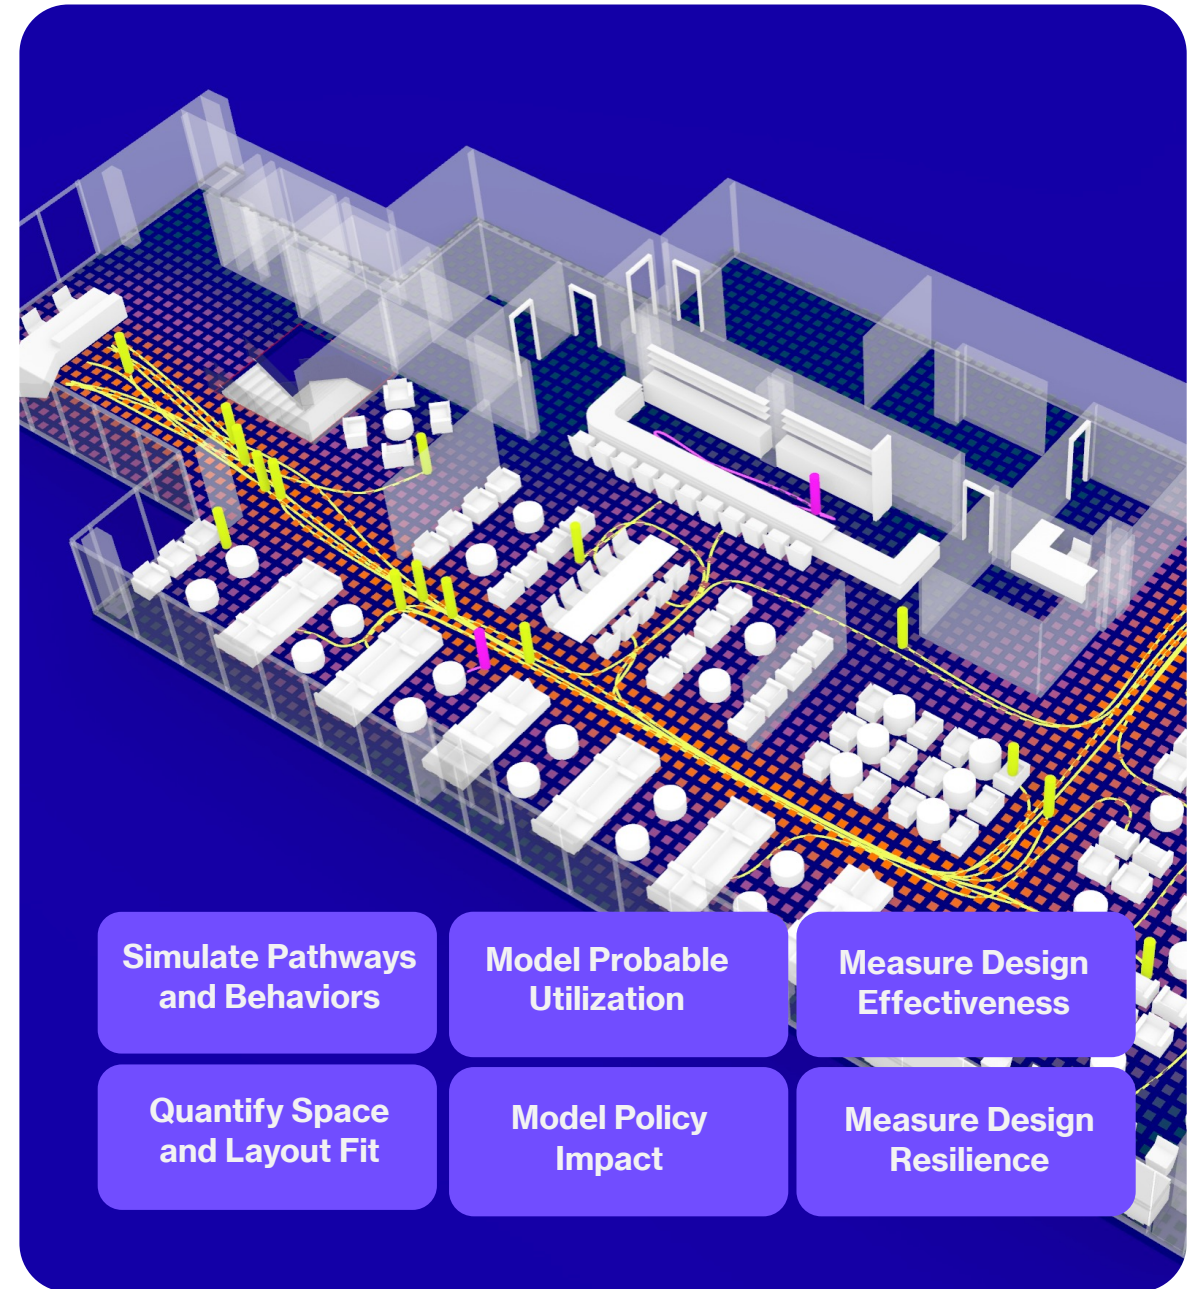 Simulate Pathways
and Behaviors
Model Probable
Utilization
Measure Design
Effectiveness
Quantify Space
and Layout Fit
Model Policy
Impact
Measure Design
Resilience